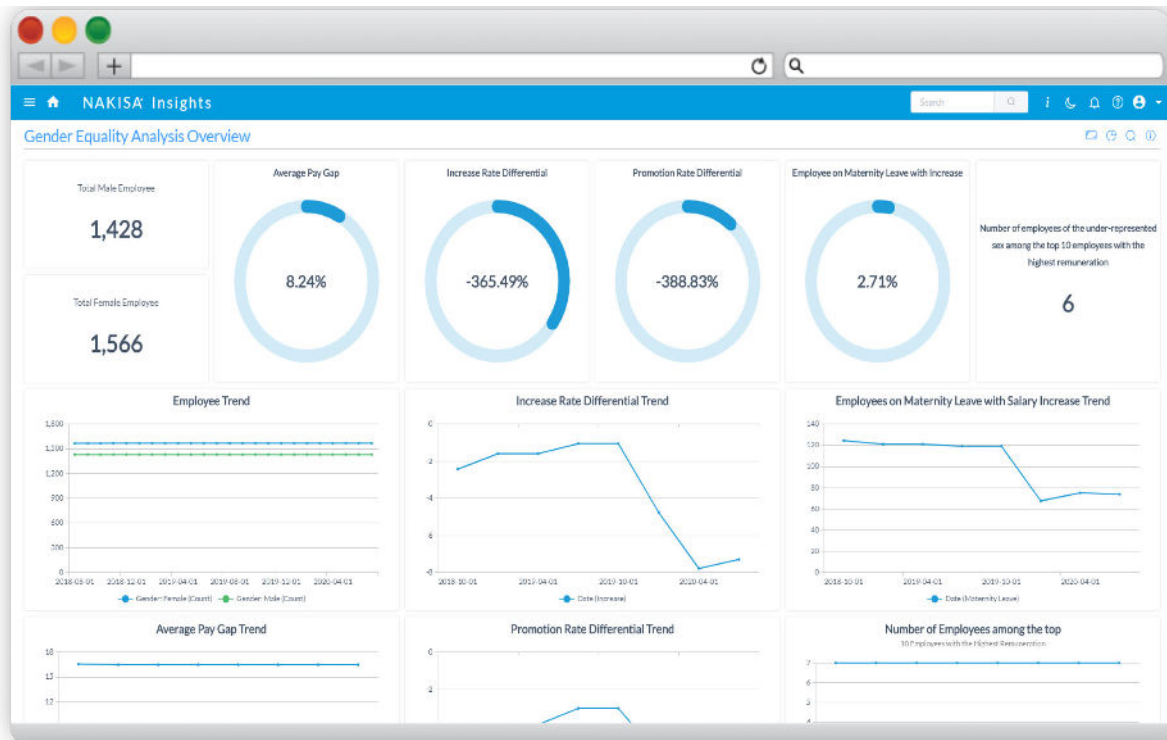 NAKISA Insights
Search
Gender Equality Analysis Overview
Total Male Employee
1,428
Total Female Employee
1,566
Average Pay Gap
8.24%
Increase Rate Differential
-365.49%
Promotion Rate Differential
-388.83%
Employee on Maternity Leave with Increase
2.71%
Number of employees of the under-represented
sex among the top 10 employees with the
highest remuneration
6
Employee Trend
1,800
1,500
1,200
900
600
300
0
2018-08-01 2018-12-01 2019-04-01 2019-08-01 2019-12-01 2020-04-01
Gender: Female (Count) Gender: Male (Count)
Increase Rate Differential Trend
0
-2
-4
-6
-8
2018-10-01 2019-04-01 2019-10-01 2020-04-01
Date (Increase)
Employees on Maternity Leave with Salary Increase Trend
140
120
100
80
60
40
20
0
2018-10-01 2019-04-01 2019-10-01 2020-04-01
Date (Maternity Leave)
Average Pay Gap Trend
18
15
12
Promotion Rate Differential Trend
0
-2
Number of Employees among the top
10 Employees with the Highest Remuneration
7
6
5